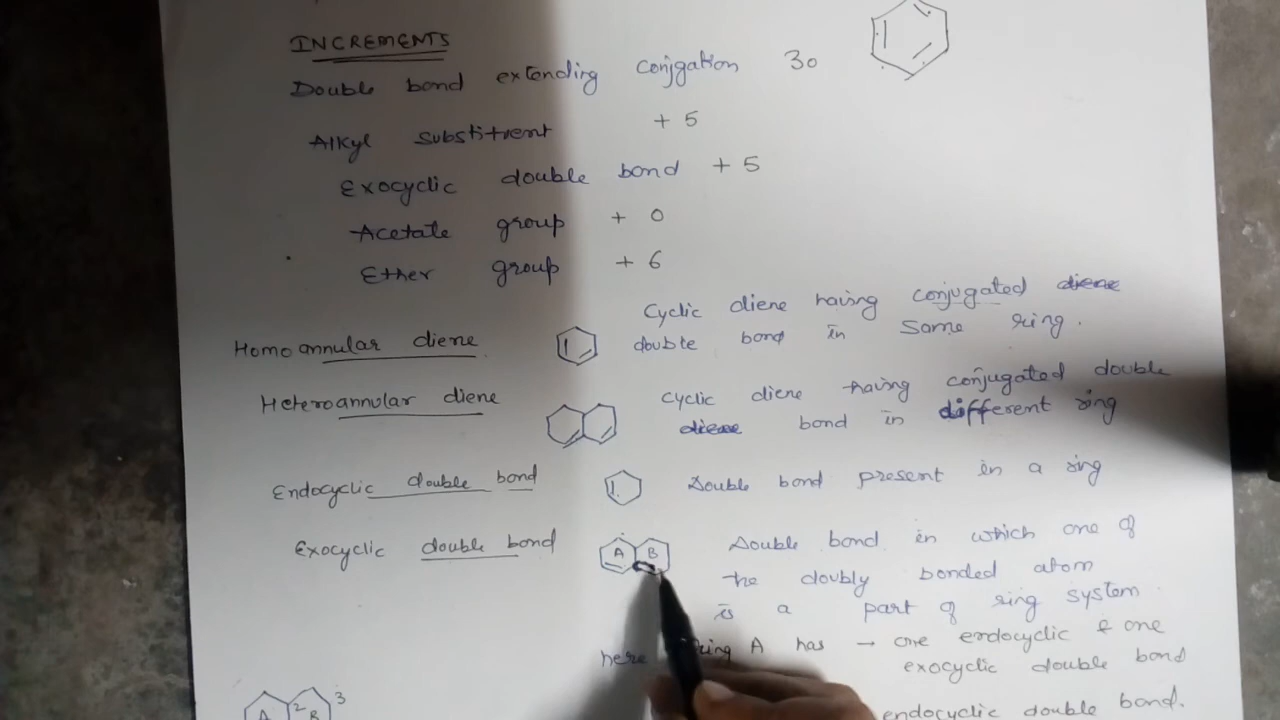 INCREMENTS
Double bond extending conjgation 30
Alkyl substitrent + 5
Exocyclic double bond + 5
Acetate group + 0
Ether group + 6
Homoannular diene
Cyclic diene having conjugated diene
double bond in same ring.
Heteroannular diene
cyclic diene having conjugated double
diene bond in different ring
Endocyclic double bond
Double bond present in a ring
Exocyclic double bond
A B
Double bond in which one of
the doubly bonded atom
is a part of ring system
here Ring A has → one endocyclic & one
exocyclic double bond
endocyclic double bond.
A 2 B 3